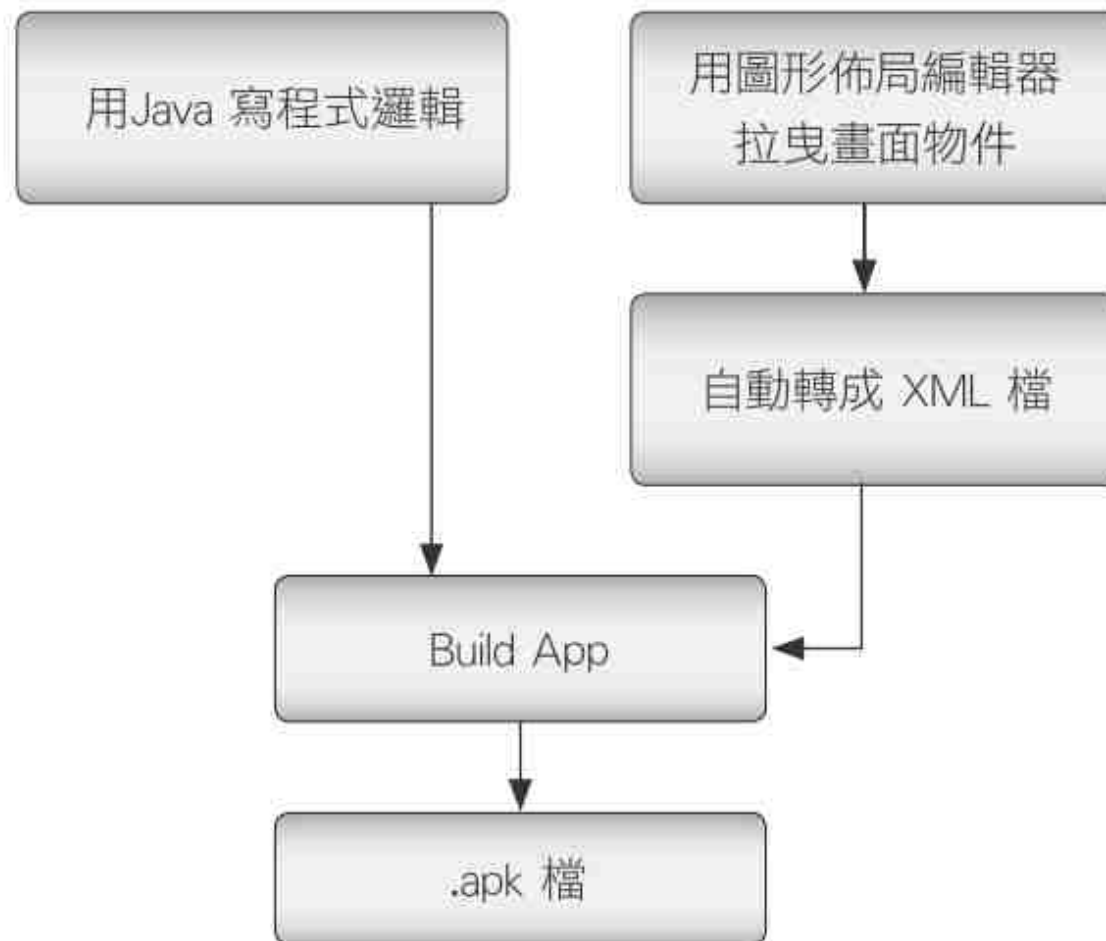 用Java 寫程式邏輯
用圖形佈局編輯器
拉曳畫面物件
自動轉成 XML 檔
Build App
.apk 檔